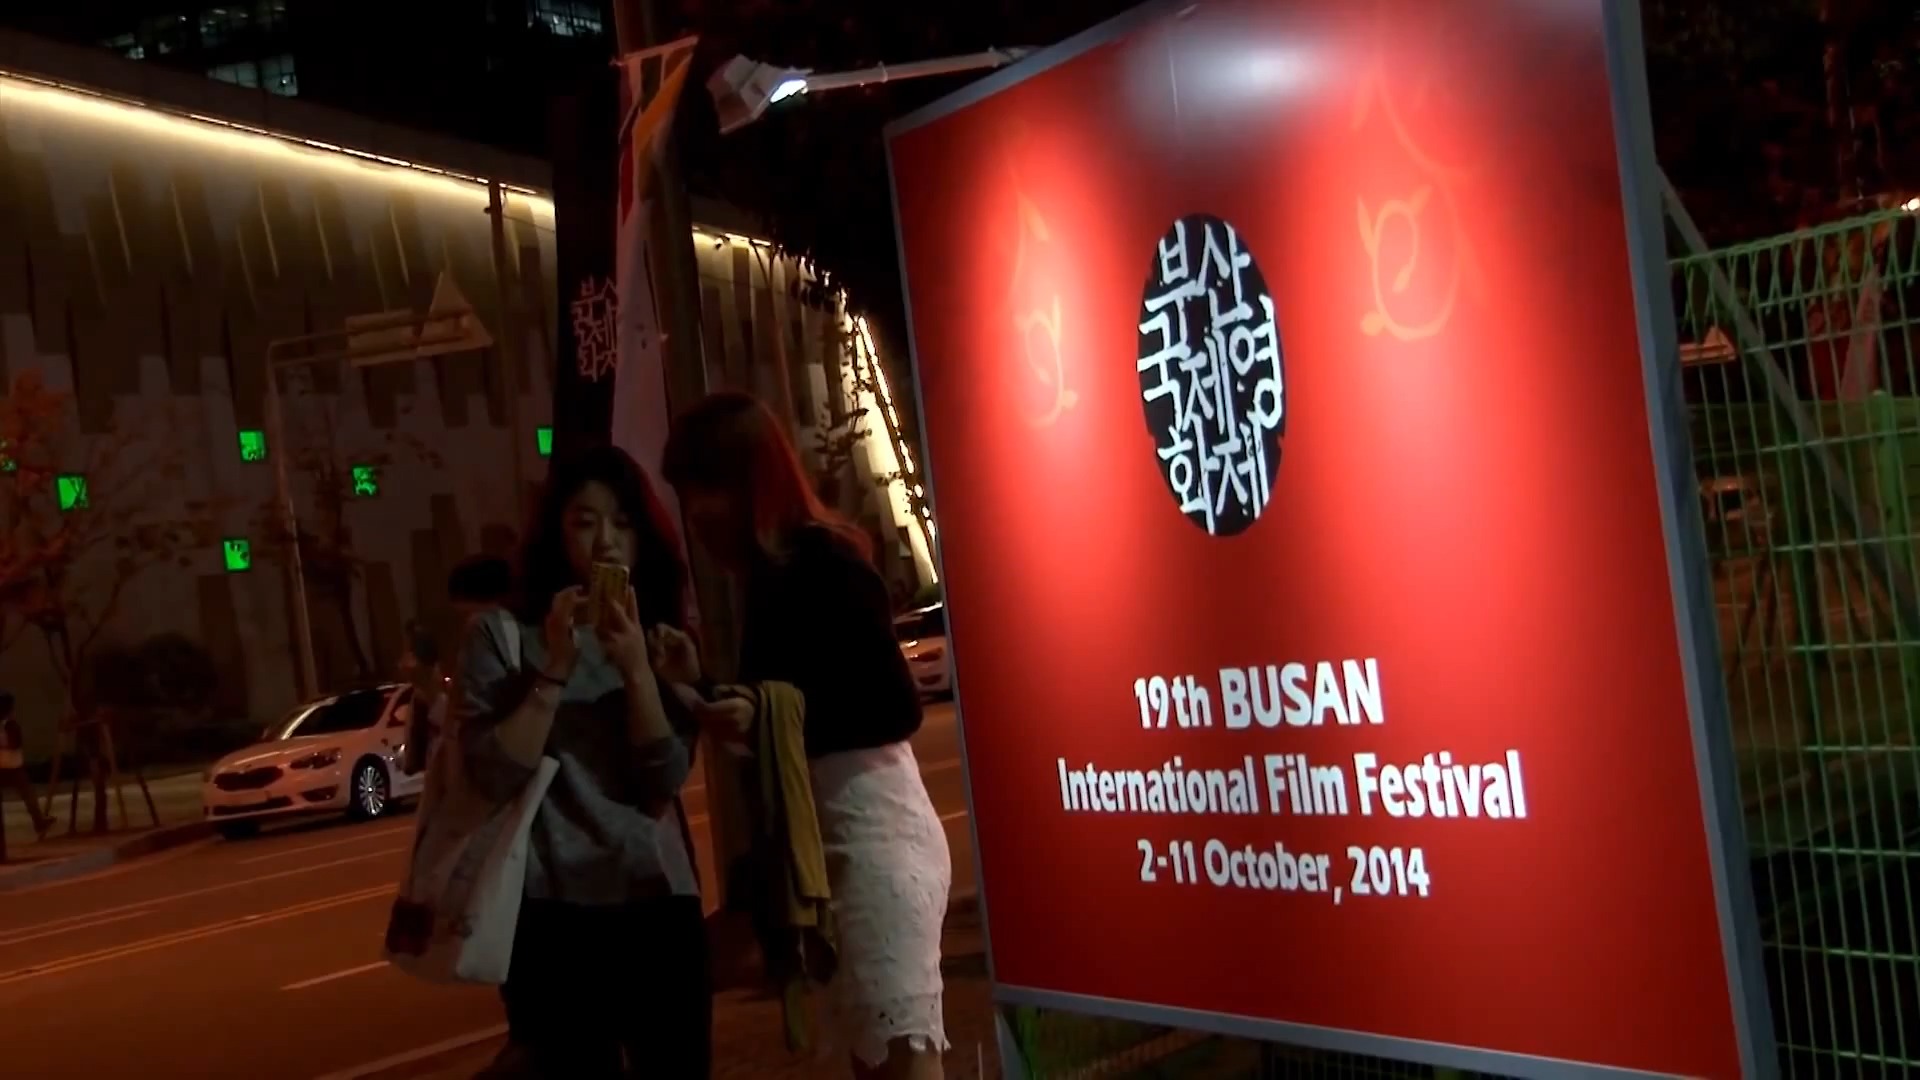 부산
국제영
화제
19th BUSAN
International Film Festival
2-11 October, 2014